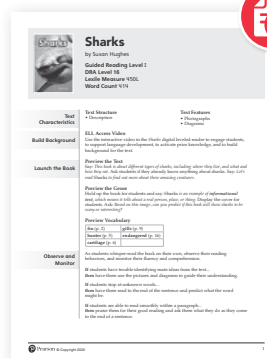 Sharks
Sharks
by Susan Hughes
Guided Reading Level I
DRA Level 16
Lexile Measure 450L
Word Count 414
Text Characteristics
Text Structure
• Description
Text Features
• Photographs
• Diagrams
Build Background
ELL Access Video
Use the interactive video in the Sharks digital leveled reader to engage students,
to support language development, to activate prior knowledge, and to build
background for the text.
Launch the Book
Preview the Text
Say: This book is about different types of sharks, including where they live, and what and
how they eat. Ask students if they already know anything about sharks. Say: Let's
read Sharks to find out more about these amazing creatures.
Preview the Genre
Hold up the book for students and say: Sharks is an example of informational
text, which means it tells about a real person, place, or thing. Display the cover for
students. Ask: Based on this image, can you predict if this book will show sharks to be
scary or interesting?
Preview Vocabulary
fin (p. 2) gills (p. 9)
hunter (p. 5) endangered (p. 16)
cartilage (p. 6)
Observe and Monitor
As students whisper-read the book on their own, observe their reading
behaviors, and monitor their fluency and comprehension.
If students have trouble identifying main ideas from the text...
then have them use the pictures and diagrams to guide their understanding.
If students stop at unknown words...
then have them read to the end of the sentence and predict what the word
might be.
If students are able to read smoothly within a paragraph...
then praise them for their good reading and ask them what they do as they come
to the end of a sentence.
Pearson © Copyright 2020
1